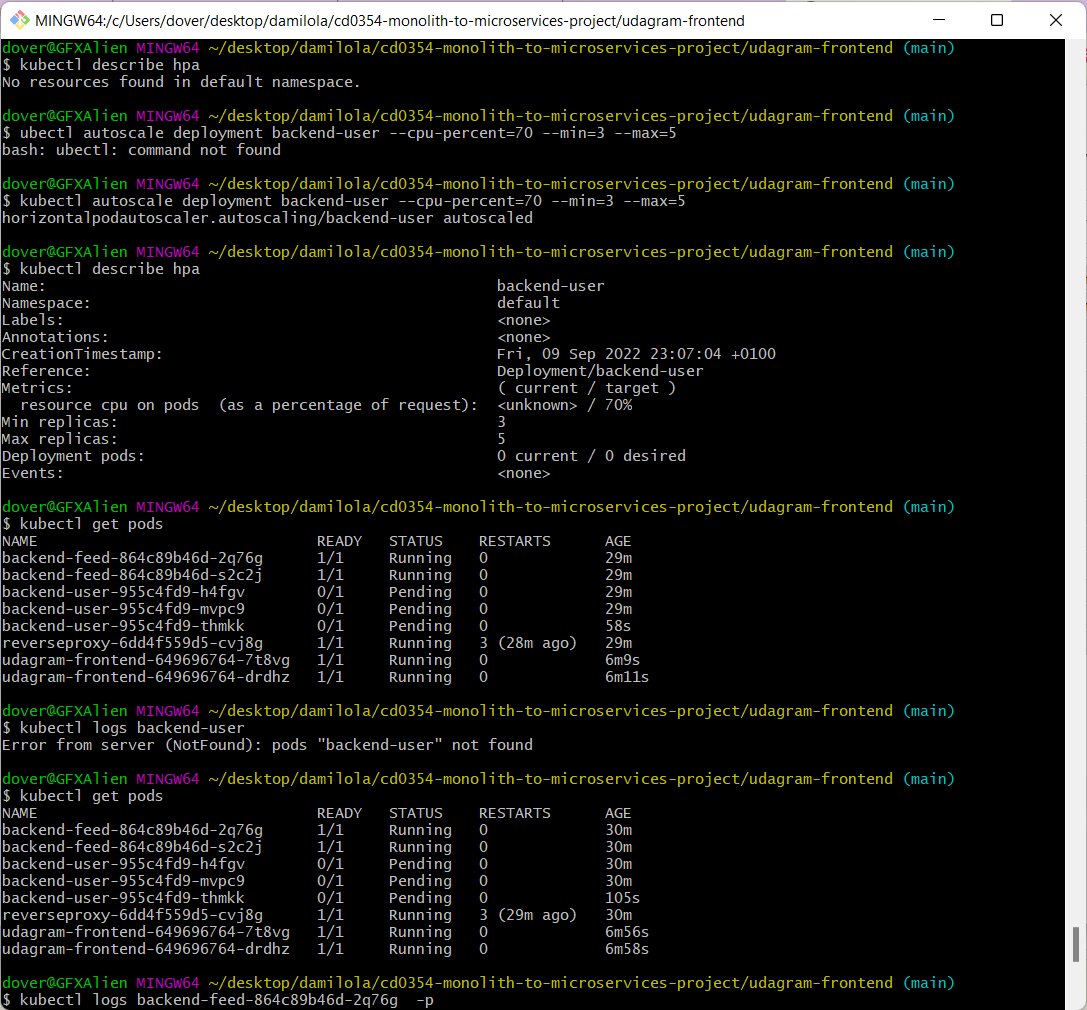 MINGW64:/c/Users/dover/desktop/damilola/cd0354-monolith-to-microservices-project/udagram-frontend
dover@GFXAlien MINGW64 ~/desktop/damilola/cd0354-monolith-to-microservices-project/udagram-frontend (main)
$ kubectl describe hpa
No resources found in default namespace.
dover@GFXAlien MINGW64 ~/desktop/damilola/cd0354-monolith-to-microservices-project/udagram-frontend (main)
$ ubectl autoscale deployment backend-user --cpu-percent=70 --min=3 --max=5
bash: ubectl: command not found
dover@GFXAlien MINGW64 ~/desktop/damilola/cd0354-monolith-to-microservices-project/udagram-frontend (main)
$ kubectl autoscale deployment backend-user --cpu-percent=70 --min=3 --max=5
horizontalpodautoscaler.autoscaling/backend-user autoscaled
dover@GFXAlien MINGW64 ~/desktop/damilola/cd0354-monolith-to-microservices-project/udagram-frontend (main)
$ kubectl describe hpa
Name: backend-user
Namespace: default
Labels: <none>
Annotations: <none>
CreationTimestamp: Fri, 09 Sep 2022 23:07:04 +0100
Reference: Deployment/backend-user
Metrics: ( current / target )
resource cpu on pods (as a percentage of request): <unknown> / 70%
Min replicas: 3
Max replicas: 5
Deployment pods: 0 current / 0 desired
Events: <none>
dover@GFXAlien MINGW64 ~/desktop/damilola/cd0354-monolith-to-microservices-project/udagram-frontend (main)
$ kubectl get pods
NAME READY STATUS RESTARTS AGE
backend-feed-864c89b46d-2q76g 1/1 Running 0 29m
backend-feed-864c89b46d-s2c2j 1/1 Running 0 29m
backend-user-955c4fd9-h4fgv 0/1 Pending 0 29m
backend-user-955c4fd9-mvpc9 0/1 Pending 0 29m
backend-user-955c4fd9-thmkk 0/1 Pending 0 58s
reverseproxy-6dd4f559d5-cvj8g 1/1 Running 3 (28m ago) 29m
udagram-frontend-649696764-7t8vg 1/1 Running 0 6m9s
udagram-frontend-649696764-drdhz 1/1 Running 0 6m11s
dover@GFXAlien MINGW64 ~/desktop/damilola/cd0354-monolith-to-microservices-project/udagram-frontend (main)
$ kubectl logs backend-user
Error from server (NotFound): pods "backend-user" not found
dover@GFXAlien MINGW64 ~/desktop/damilola/cd0354-monolith-to-microservices-project/udagram-frontend (main)
$ kubectl get pods
NAME READY STATUS RESTARTS AGE
backend-feed-864c89b46d-2q76g 1/1 Running 0 30m
backend-feed-864c89b46d-s2c2j 1/1 Running 0 30m
backend-user-955c4fd9-h4fgv 0/1 Pending 0 30m
backend-user-955c4fd9-mvpc9 0/1 Pending 0 30m
backend-user-955c4fd9-thmkk 0/1 Pending 0 105s
reverseproxy-6dd4f559d5-cvj8g 1/1 Running 3 (29m ago) 30m
udagram-frontend-649696764-7t8vg 1/1 Running 0 6m56s
udagram-frontend-649696764-drdhz 1/1 Running 0 6m58s
dover@GFXAlien MINGW64 ~/desktop/damilola/cd0354-monolith-to-microservices-project/udagram-frontend (main)
$ kubectl logs backend-feed-864c89b46d-2q76g -p